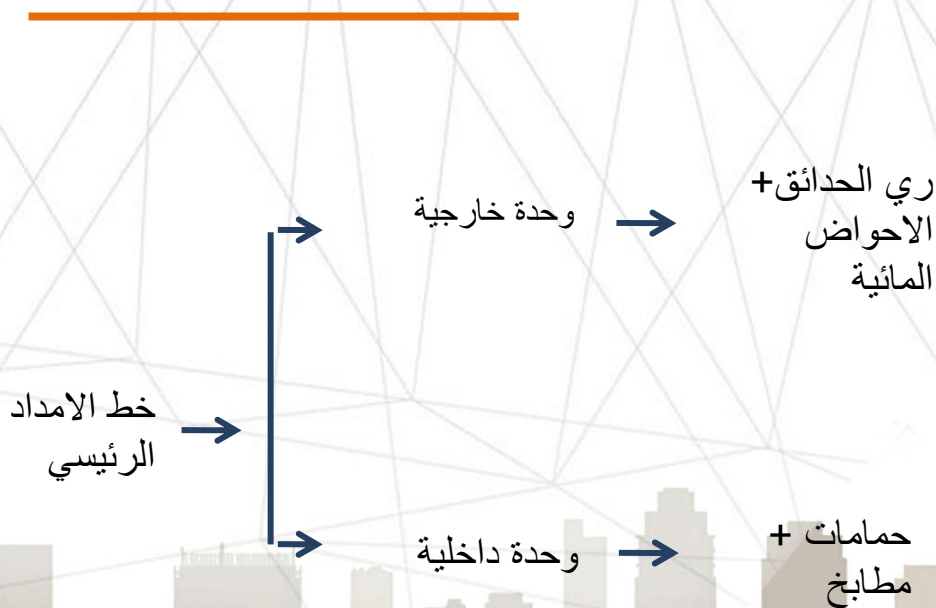 ري الحدائق+
الاحواض
المائية
وحدة خارجية
خط الامداد
الرئيسي
حمامات +
مطابخ
وحدة داخلية